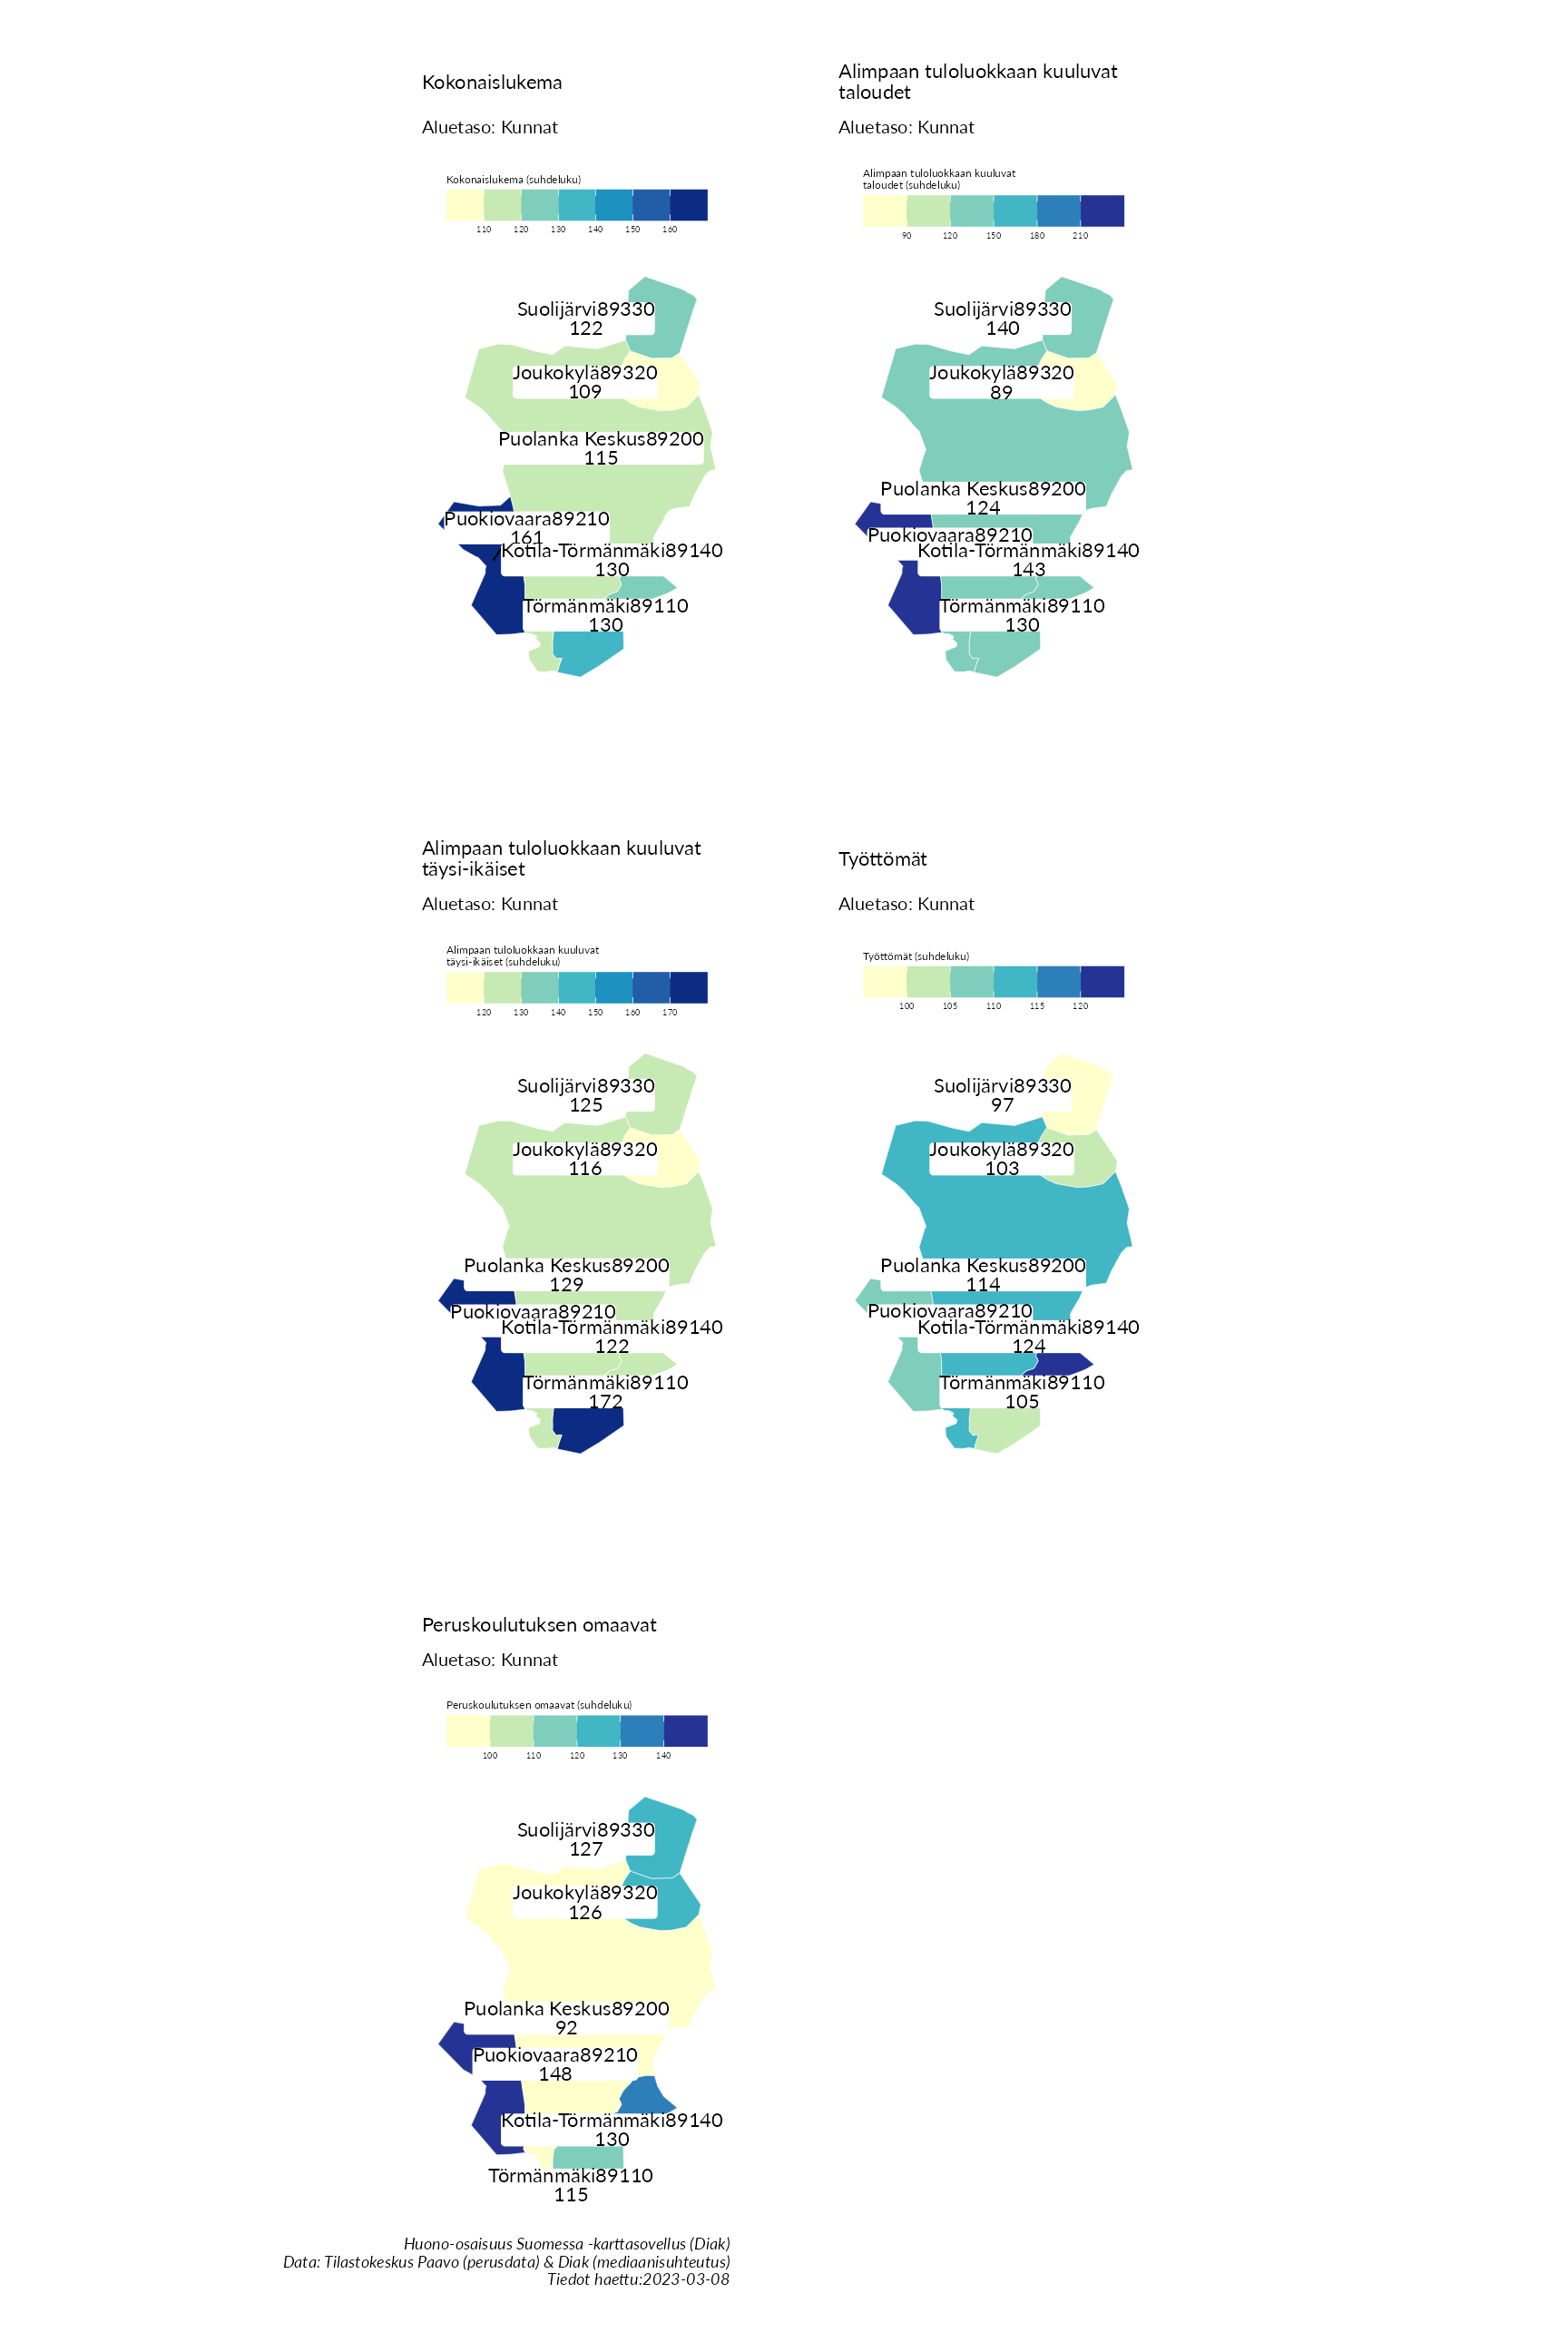 Kokonaislukema
Aluetaso: Kunnat
Kokonaislukema (suhdeluku)
110 120 130 140 150 160
Suolijärvi89330
122
Joukokylä89320
109
Puolanka Keskus89200
115
Puokiovaara89210
161
Kotila-Törmänmäki89140
130
Törmänmäki89110
130
Alimpaan tuloluokkaan kuuluvat
taloudet
Aluetaso: Kunnat
Alimpaan tuloluokkaan kuuluvat
taloudet (suhdeluku)
90 120 150 180 210
Suolijärvi89330
140
Joukokylä89320
89
Puolanka Keskus89200
124
Puokiovaara89210
Kotila-Törmänmäki89140
143
Törmänmäki89110
130
Alimpaan tuloluokkaan kuuluvat
täysi-ikäiset
Aluetaso: Kunnat
Alimpaan tuloluokkaan kuuluvat
täysi-ikäiset (suhdeluku)
120 130 140 150 160 170
Suolijärvi89330
125
Joukokylä89320
116
Puolanka Keskus89200
129
Puokiovaara89210
Kotila-Törmänmäki89140
122
Törmänmäki89110
172
Työttömät
Aluetaso: Kunnat
Työttömät (suhdeluku)
100 105 110 115 120
Suolijärvi89330
97
Joukokylä89320
103
Puolanka Keskus89200
114
Puokiovaara89210
Kotila-Törmänmäki89140
124
Törmänmäki89110
105
Peruskoulutuksen omaavat
Aluetaso: Kunnat
Peruskoulutuksen omaavat (suhdeluku)
100 110 120 130 140
Suolijärvi89330
127
Joukokylä89320
126
Puolanka Keskus89200
92
Puokiovaara89210
148
Kotila-Törmänmäki89140
130
Törmänmäki89110
115
Huono-osaisuus Suomessa -karttasovellus (Diak)
Data: Tilastokeskus Paavo (perusdata) & Diak (mediaanisuhteutus)
Tiedot haettu:2023-03-08